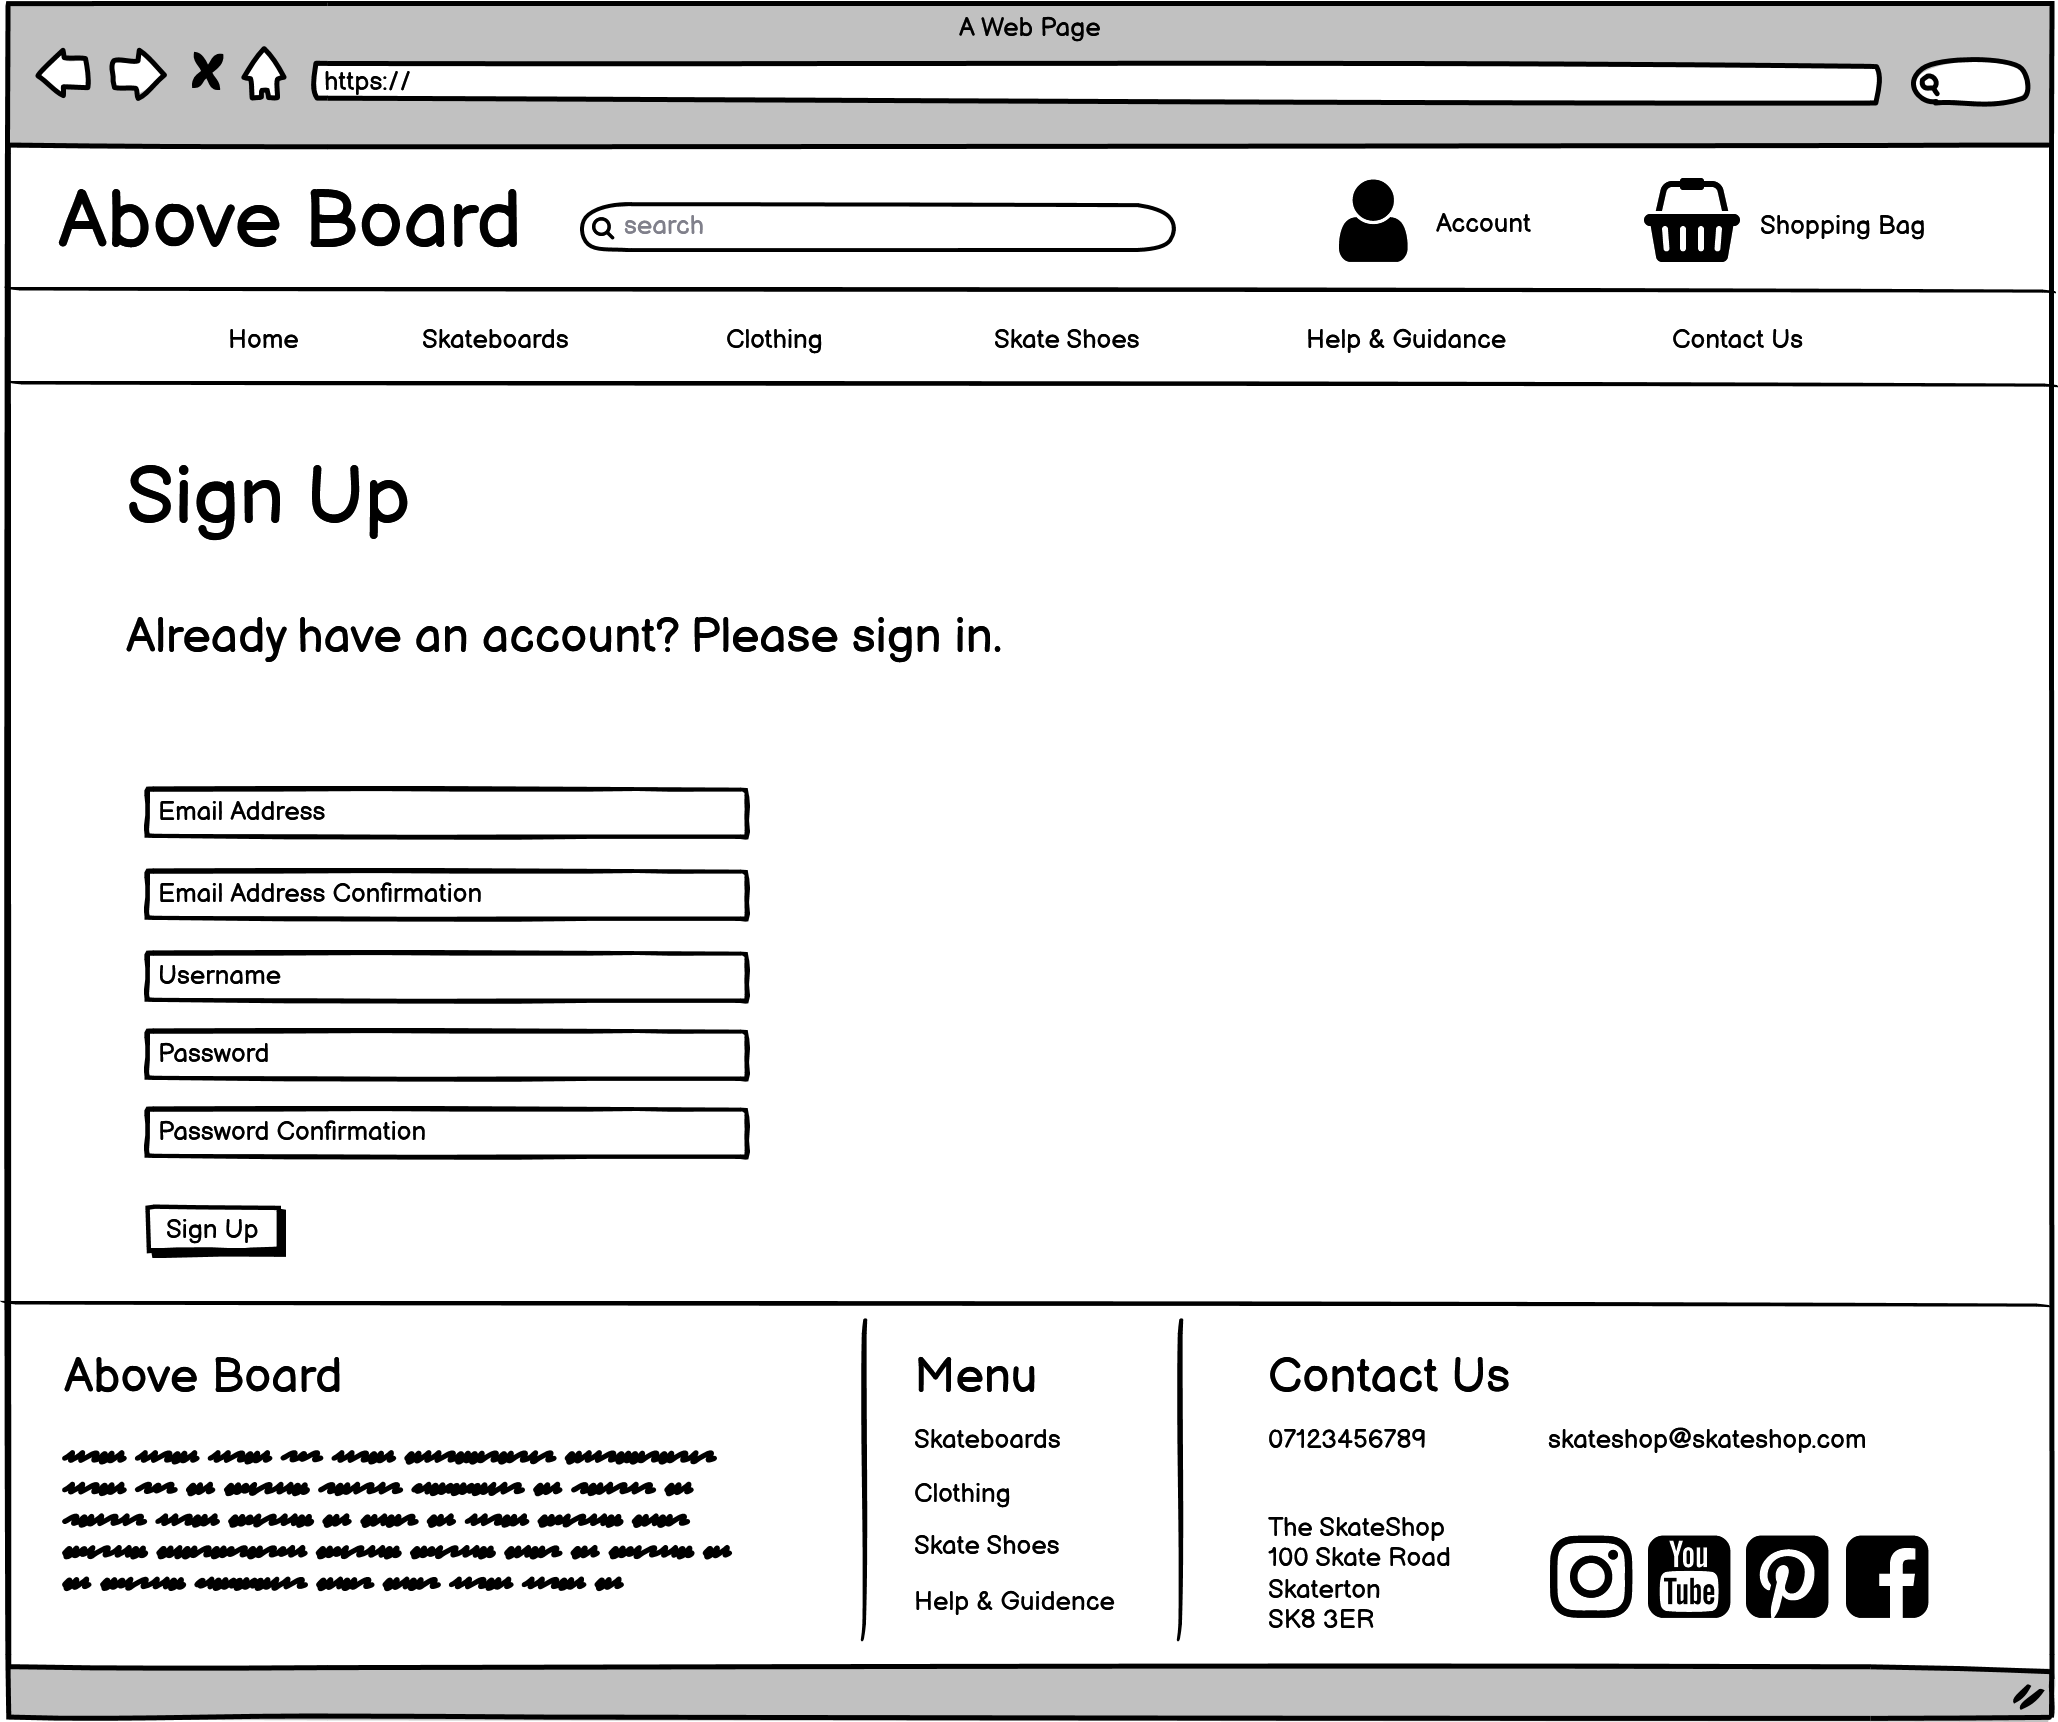 A Web Page
https://
Above Board
search
Account
Shopping Bag
Home
Skateboards
Clothing
Skate Shoes
Help & Guidance
Contact Us
Sign Up
Already have an account? Please sign in.
Email Address
Email Address Confirmation
Username
Password
Password Confirmation
Sign Up
Above Board
Menu
Skateboards
Clothing
Skate Shoes
Help & Guidence
Contact Us
07123456789
skateshop@skateshop.com
The SkateShop
100 Skate Road
Skaterton
SK8 3ER
You
Tube